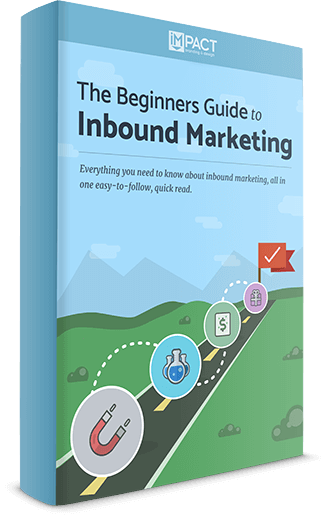 iMPACT
The Beginners Guide to
Inbound Marketing
Everything you need to know about inbound marketing, all in
one easy-to-follow, quick read.
$